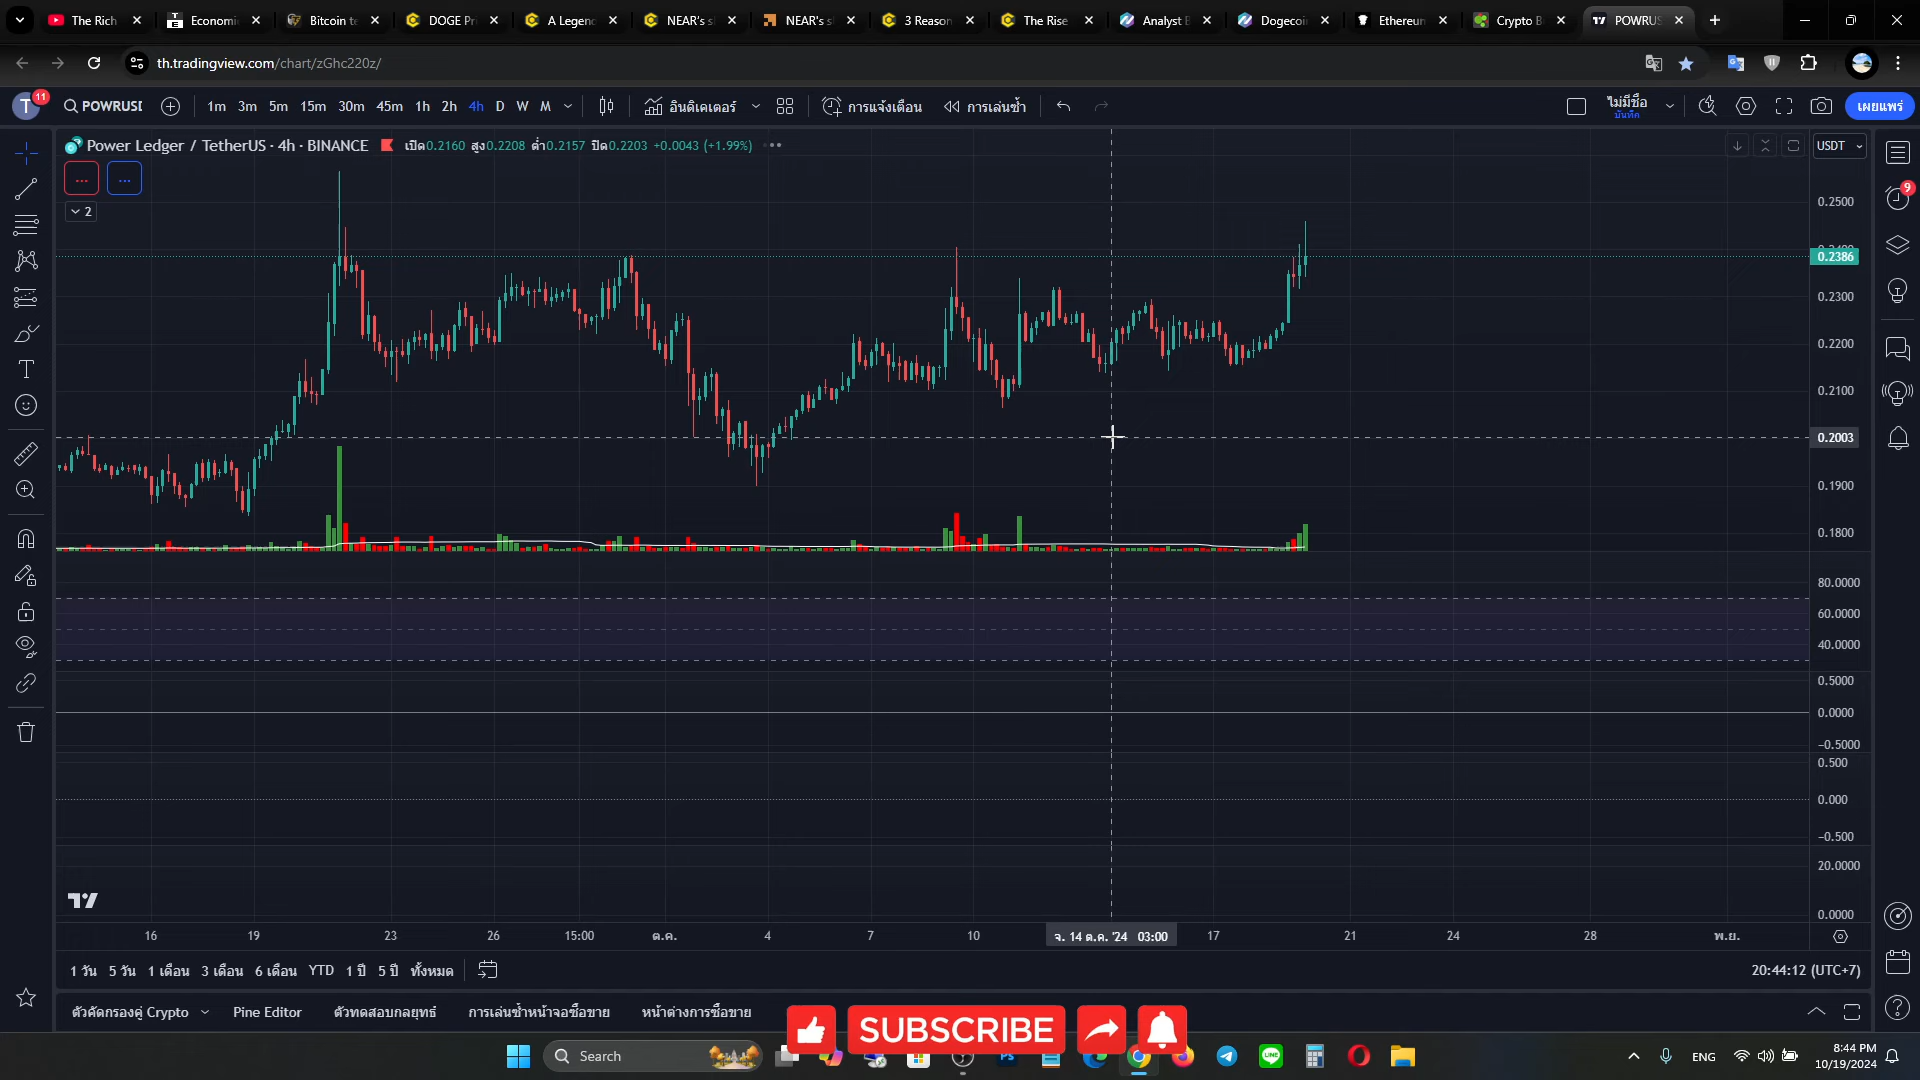 The Rich
Economi
Bitcoin te
DOGE Pr
A Legen
NEAR's s
NEAR's s
3 Reason
The Rise
Analyst B
Dogecoi
Ethereun
Crypto B
POWRUS
th.tradingview.com/chart/zGhc220z/
T
11
POWRUSI
1m
3m
5m
15m
30m
45m
1h
2h
4h
D
W
M
อินดิเคเตอร์
การแจ้งเตือน
การเล่นซ้ำ
ไม่มีชื่อ
บันทึก
เผยแพร่
Power Ledger / TetherUS · 4h · BINANCE
เปิด0.2160 สูง0.2208 ต่ำ0.2157 ปิด0.2203 +0.0043 (+1.99%)
USDT
2
9
0.2500
0.2386
0.2300
0.2200
0.2100
0.2003
0.1900
0.1800
80.0000
60.0000
40.0000
0.5000
0.0000
−0.5000
0.500
0.000
−0.500
20.0000
0.0000
16
19
23
26
15:00
ต.ค.
4
7
10
จ. 14 ต.ค. '24 03:00
17
21
24
28
พ.ย.
1 วัน
5 วัน
1 เดือน
3 เดือน
6 เดือน
YTD
1 ปี
5 ปี
ทั้งหมด
20:44:12 (UTC+7)
ตัวคัดกรองคู่ Crypto
Pine Editor
ตัวทดสอบกลยุทธ์
การเล่นซ้ำหน้าจอซื้อขาย
หน้าต่างการซื้อขาย
SUBSCRIBE
Search
LINE
ENG
8:44 PM
10/19/2024